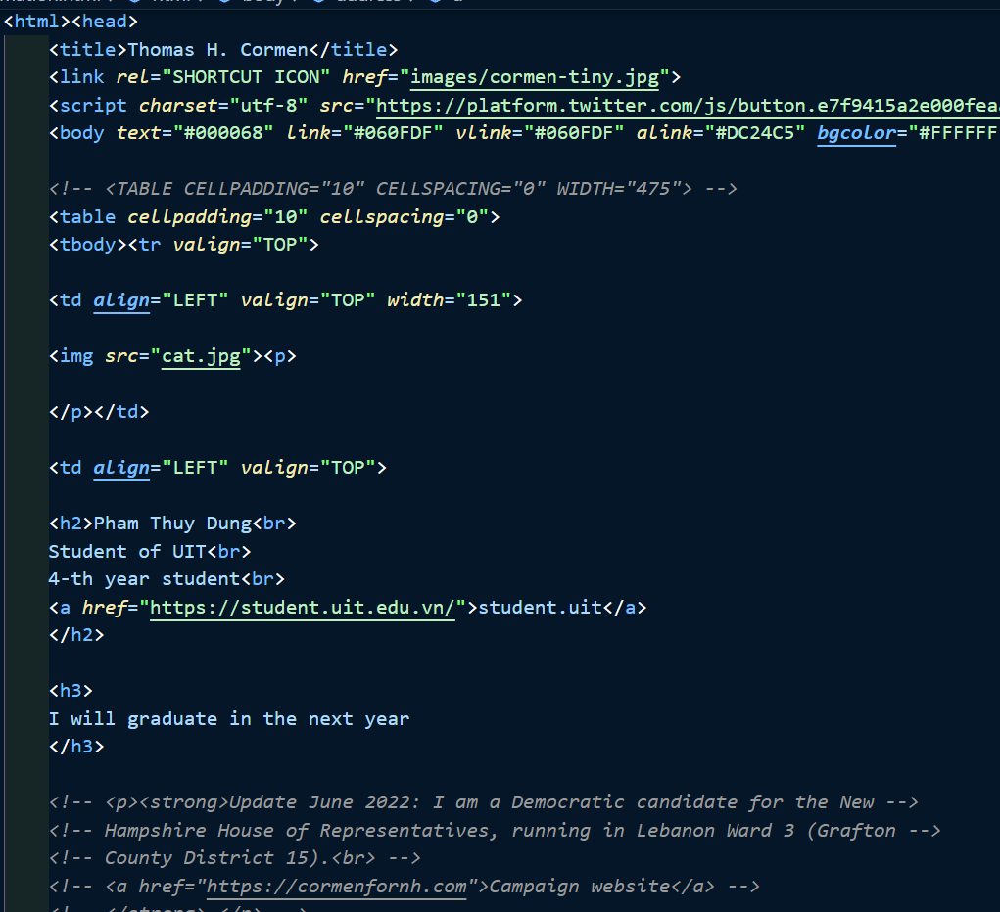 <html><head>
<title>Thomas H. Cormen</title>
<link rel="SHORTCUT ICON" href="images/cormen-tiny.jpg">
<script charset="utf-8" src="https://platform.twitter.com/js/button.e7f9415a2e000fea
<body text="#000068" link="#060FDF" vlink="#060FDF" alink="#DC24C5" bgcolor="#FFFFFF
<!-- <TABLE CELLPADDING="10" CELLSPACING="0" WIDTH="475"> -->
<table cellpadding="10" cellspacing="0">
<tbody><tr valign="TOP">
<td align="LEFT" valign="TOP" width="151">
<img src="cat.jpg"><p>
</p></td>
<td align="LEFT" valign="TOP">
<h2>Pham Thuy Dung<br>
Student of UIT<br>
4-th year student<br>
<a href="https://student.uit.edu.vn/">student.uit</a>
</h2>
<h3>
I will graduate in the next year
</h3>
<!-- <p><strong>Update June 2022: I am a Democratic candidate for the New -->
<!-- Hampshire House of Representatives, running in Lebanon Ward 3 (Grafton -->
<!-- County District 15).<br> -->
<!-- <a href="https://cormenfornh.com">Campaign website</a> -->